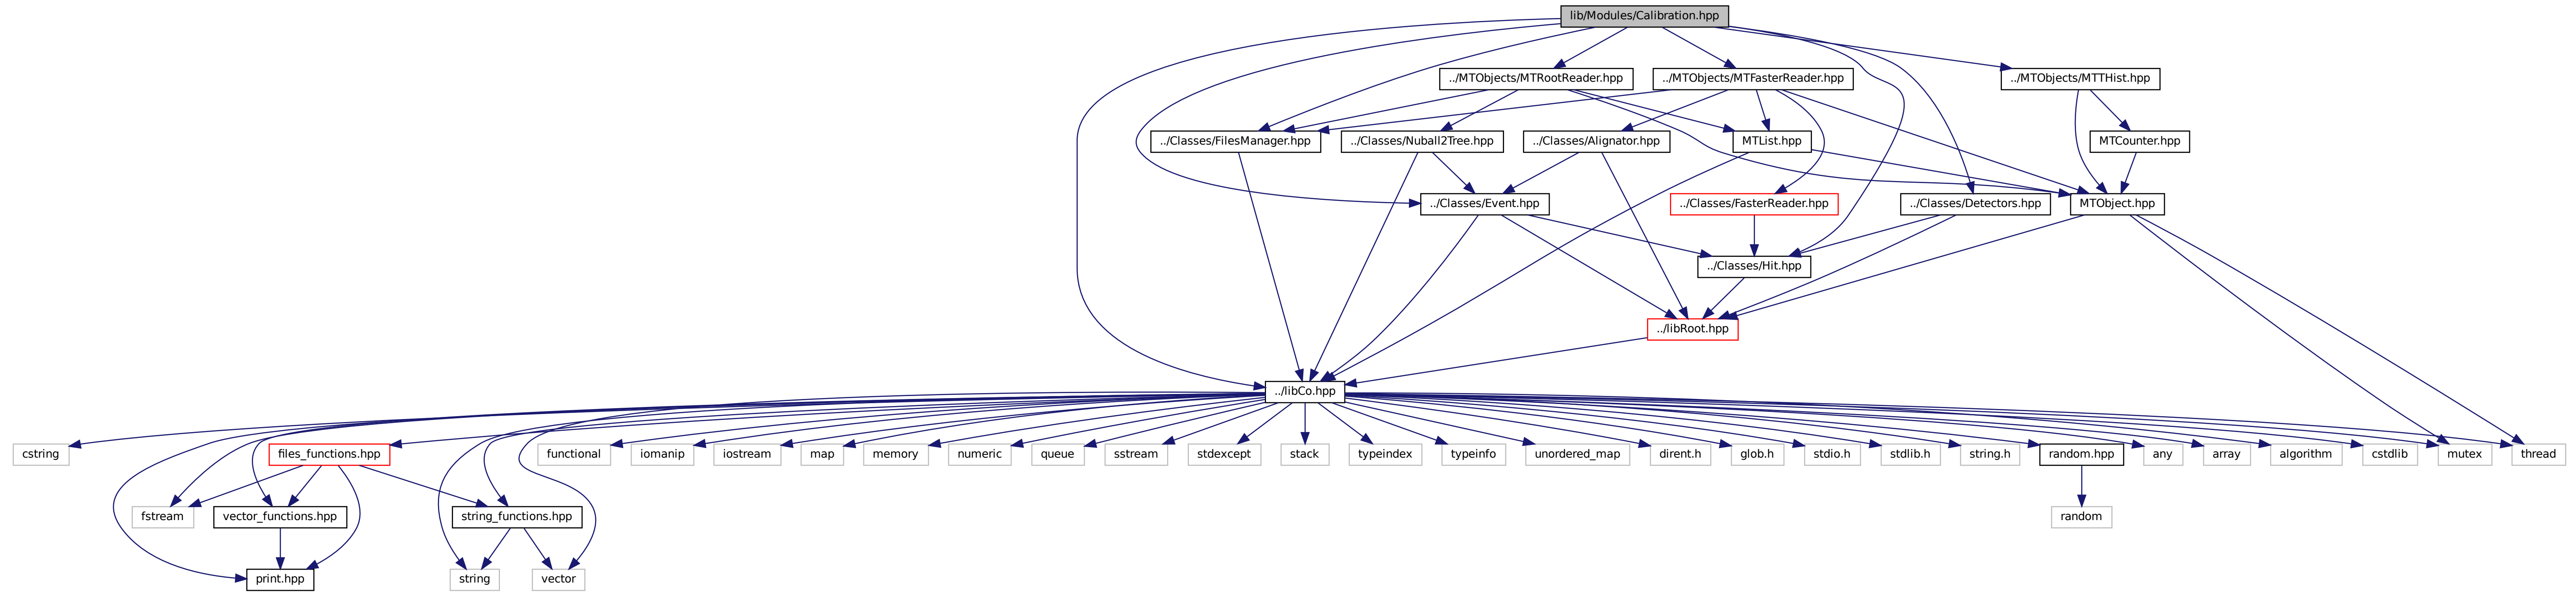 lib/Modules/Calibration.hpp
../MTObjects/MTRootReader.hpp
../MTObjects/MTFasterReader.hpp
../MTObjects/MTTHist.hpp
../Classes/FilesManager.hpp
../Classes/Nuball2Tree.hpp
../Classes/Alignator.hpp
MTList.hpp
MTCounter.hpp
../Classes/Event.hpp
../Classes/FasterReader.hpp
../Classes/Detectors.hpp
MTObject.hpp
../Classes/Hit.hpp
../libRoot.hpp
../libCo.hpp
cstring
files_functions.hpp
functional
iomanip
iostream
map
memory
numeric
queue
sstream
stdexcept
stack
typeindex
typeinfo
unordered_map
dirent.h
glob.h
stdio.h
stdlib.h
string.h
random.hpp
any
array
algorithm
cstdlib
mutex
thread
fstream
vector_functions.hpp
string_functions.hpp
random
print.hpp
string
vector